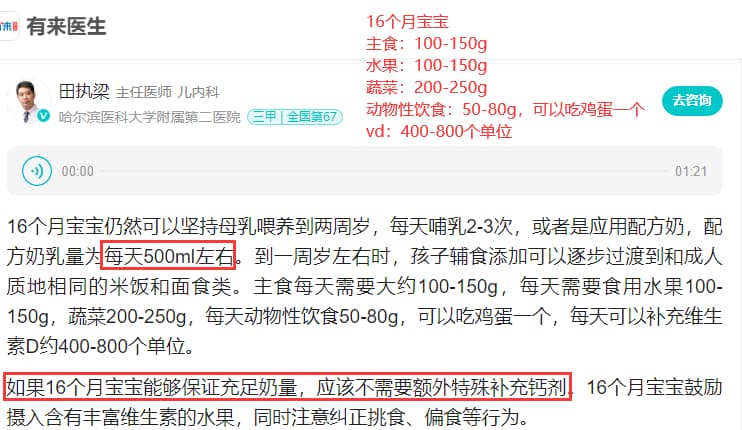 有来医生
16个月宝宝
主食：100-150g
水果：100-150g
蔬菜：200-250g
动物性饮食：50-80g，可以吃鸡蛋一个
vd：400-800个单位
田执梁 主任医师 儿内科
哈尔滨医科大学附属第二医院 三甲 | 全国第67
去咨询
00:00
01:21
16个月宝宝仍然可以坚持母乳喂养到两周岁，每天哺乳2-3次，或者是应用配方奶，配
方奶乳量为每天500ml左右。到一周岁左右时，孩子辅食添加可以逐步过渡到和成人
质地相同的米饭和面食类。主食每天需要大约100-150g，每天需要食用水果100-
150g，蔬菜200-250g，每天动物性饮食50-80g，可以吃鸡蛋一个，每天可以补充维生
素D约400-800个单位。
如果16个月宝宝能够保证充足奶量，应该不需要额外特殊补充钙剂。16个月宝宝鼓励
摄入含有丰富维生素的水果，同时注意纠正挑食、偏食等行为。